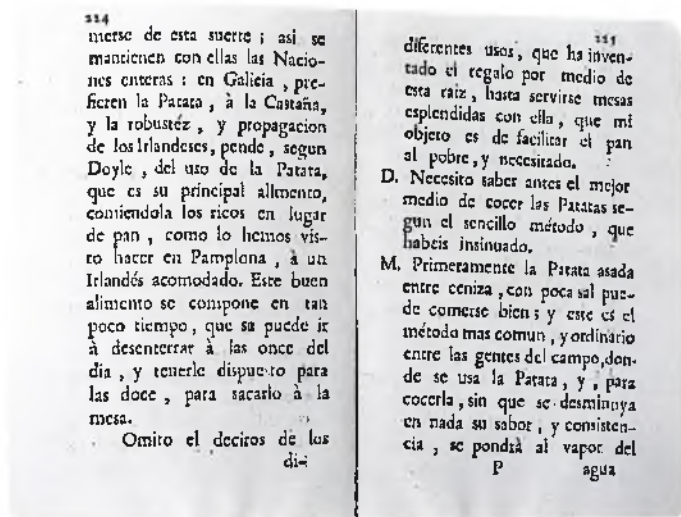 224
merse de esta suerte ; asi se
mantienen con ellas las Nacio-
nes enteras : en Galicia , pre-
fieren la Patata , à la Castaña,
y la robustéz , y propagacion
de los Irlandeses, pende , segun
Doyle , del uso de la Patata,
que es su principal alimento,
comiendola los ricos en lugar
de pan , como lo hemos vis-
to hacer en Pamplona , à un
Irlandés acomodado. Este buen
alimento se compone en tan
poco tiempo , que se puede ir
à desenterrar à las once del
dia , y tenerle dispuesto para
las doce , para sacarlo à la
mesa.
Omito el deciros de los
di-
225
diferentes usos , que ha inven-
tado el regalo por medio de
esta raiz , hasta servirse mesas
esplendidas con ella , que mi
objeto es de facilitar el pan
al pobre , y necesitado.
D. Necesito saber antes el mejor
medio de cocer las Patatas se-
gun el sencillo método , que
habeis insinuado.
M. Primeramente la Patata asada
entre ceniza , con poca sal pue-
de comerse bien ; y este es el
método mas comun , y ordinario
entre las gentes del campo, don-
de se usa la Patata , y , para
cocerla , sin que se desminuya
en nada su sabor , y consisten-
cia , se pondrà al vapor del
P agua